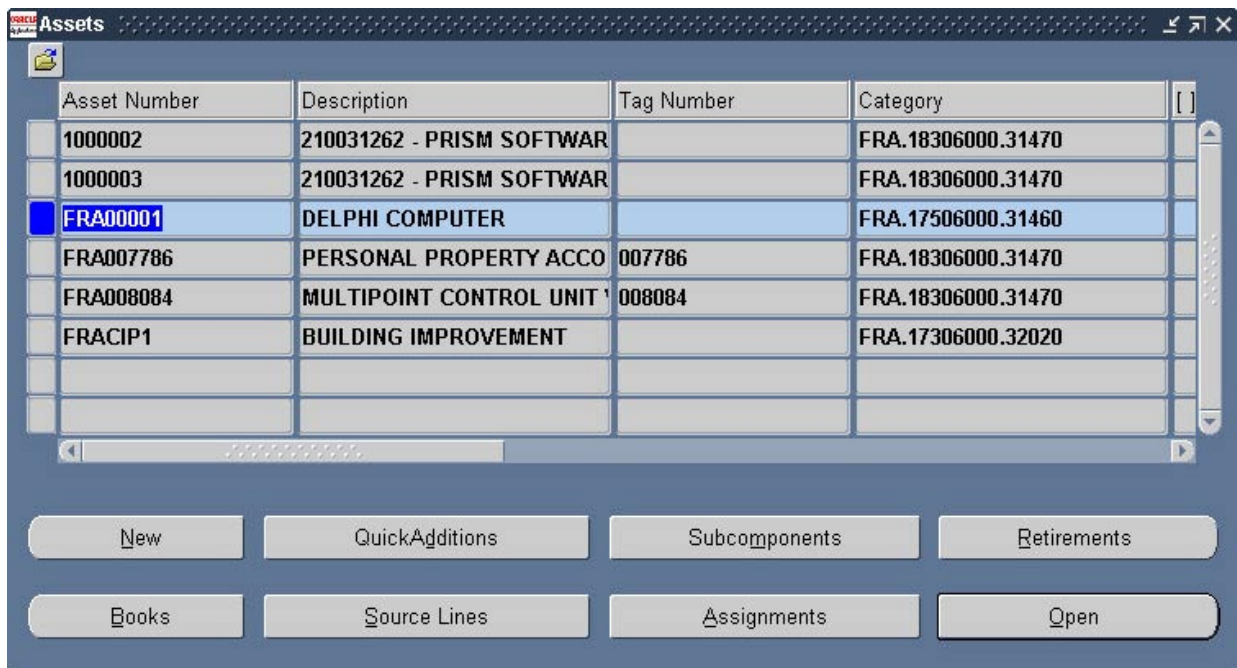 ORACLE Assets
Asset Number Description Tag Number Category [ ]
1000002 210031262 - PRISM SOFTWAR FRA.18306000.31470
1000003 210031262 - PRISM SOFTWAR FRA.18306000.31470
FRA00001 DELPHI COMPUTER FRA.17506000.31460
FRA007786 PERSONAL PROPERTY ACCO 007786 FRA.18306000.31470
FRA008084 MULTIPOINT CONTROL UNIT 008084 FRA.18306000.31470
FRACIP1 BUILDING IMPROVEMENT FRA.17306000.32020
New QuickAdditions Subcomponents Retirements
Books Source Lines Assignments Open